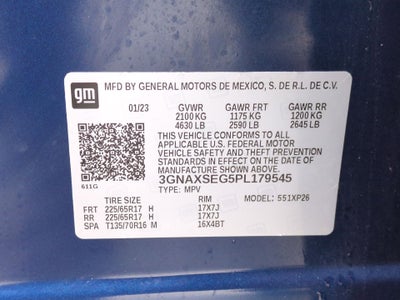 gm
MFD BY GENERAL MOTORS DE MEXICO, S. DE R.L. DE C.V.
01/23 GVWR GAWR FRT GAWR RR
2100 KG 1175 KG 1200 KG
4630 LB 2590 LB 2645 LB
THIS VEHICLE CONFORMS TO ALL
APPLICABLE U.S. FEDERAL MOTOR
VEHICLE SAFETY AND THEFT
PREVENTION STANDARDS IN
EFFECT ON THE DATE OF
MANUFACTURE SHOWN ABOVE.
3GNAXSEG5PL179545
611G
TYPE: MPV
TIRE SIZE RIM MODEL: 551XP26
FRT 225/65R17 H 17X7J
RR 225/65R17 H 17X7J
SPA T135/70R16 M 16X4BT